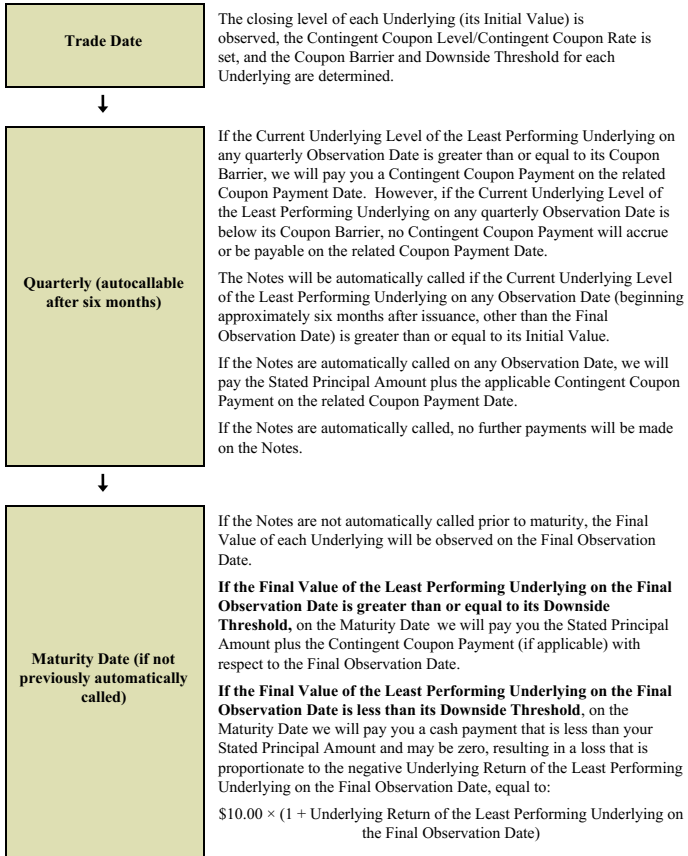 Trade Date
The closing level of each Underlying (its Initial Value) is
observed, the Contingent Coupon Level/Contingent Coupon Rate is
set, and the Coupon Barrier and Downside Threshold for each
Underlying are determined.
Quarterly (autocallable
after six months)
If the Current Underlying Level of the Least Performing Underlying on
any quarterly Observation Date is greater than or equal to its Coupon
Barrier, we will pay you a Contingent Coupon Payment on the related
Coupon Payment Date.  However, if the Current Underlying Level of
the Least Performing Underlying on any quarterly Observation Date is
below its Coupon Barrier, no Contingent Coupon Payment will accrue
or be payable on the related Coupon Payment Date.
The Notes will be automatically called if the Current Underlying Level
of the Least Performing Underlying on any Observation Date (beginning
approximately six months after issuance, other than the Final
Observation Date) is greater than or equal to its Initial Value.
If the Notes are automatically called on any Observation Date, we will
pay the Stated Principal Amount plus the applicable Contingent Coupon
Payment on the related Coupon Payment Date.
If the Notes are automatically called, no further payments will be made
on the Notes.
Maturity Date (if not
previously automatically
called)
If the Notes are not automatically called prior to maturity, the Final
Value of each Underlying will be observed on the Final Observation
Date.
If the Final Value of the Least Performing Underlying on the Final
Observation Date is greater than or equal to its Downside
Threshold, on the Maturity Date  we will pay you the Stated Principal
Amount plus the Contingent Coupon Payment (if applicable) with
respect to the Final Observation Date.
If the Final Value of the Least Performing Underlying on the Final
Observation Date is less than its Downside Threshold, on the
Maturity Date we will pay you a cash payment that is less than your
Stated Principal Amount and may be zero, resulting in a loss that is
proportionate to the negative Underlying Return of the Least Performing
Underlying on the Final Observation Date, equal to:
$10.00 × (1 + Underlying Return of the Least Performing Underlying on
the Final Observation Date)